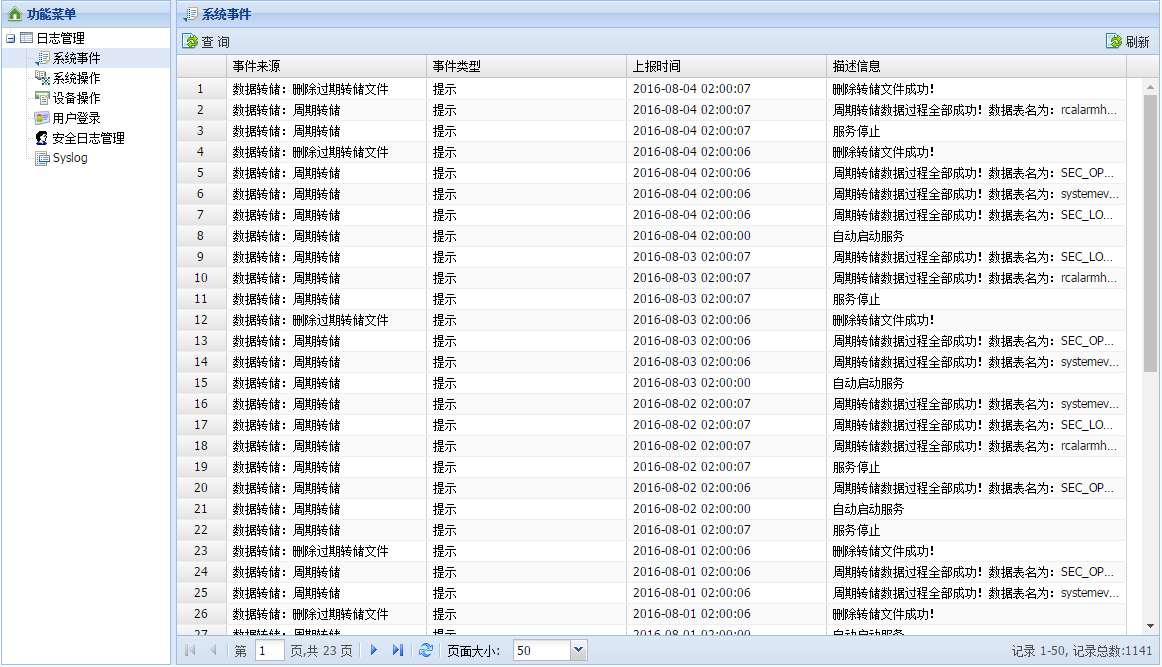 功能菜单
日志管理
系统事件
系统操作
设备操作
用户登录
安全日志管理
Syslog
系统事件
查 询 刷新
事件来源 事件类型 上报时间 描述信息
1 数据转储：删除过期转储文件 提示 2016-08-04 02:00:07 删除转储文件成功！
2 数据转储：周期转储 提示 2016-08-04 02:00:07 周期转储数据过程全部成功！数据表名为：rcalarmh...
3 数据转储：周期转储 提示 2016-08-04 02:00:07 服务停止
4 数据转储：删除过期转储文件 提示 2016-08-04 02:00:06 删除转储文件成功！
5 数据转储：周期转储 提示 2016-08-04 02:00:06 周期转储数据过程全部成功！数据表名为：SEC_OP...
6 数据转储：周期转储 提示 2016-08-04 02:00:06 周期转储数据过程全部成功！数据表名为：systemev...
7 数据转储：周期转储 提示 2016-08-04 02:00:06 周期转储数据过程全部成功！数据表名为：SEC_LO...
8 数据转储：周期转储 提示 2016-08-04 02:00:00 自动启动服务
9 数据转储：周期转储 提示 2016-08-03 02:00:07 周期转储数据过程全部成功！数据表名为：SEC_LO...
10 数据转储：周期转储 提示 2016-08-03 02:00:07 周期转储数据过程全部成功！数据表名为：rcalarmh...
11 数据转储：周期转储 提示 2016-08-03 02:00:07 服务停止
12 数据转储：删除过期转储文件 提示 2016-08-03 02:00:06 删除转储文件成功！
13 数据转储：周期转储 提示 2016-08-03 02:00:06 周期转储数据过程全部成功！数据表名为：SEC_OP...
14 数据转储：周期转储 提示 2016-08-03 02:00:06 周期转储数据过程全部成功！数据表名为：systemev...
15 数据转储：周期转储 提示 2016-08-03 02:00:00 自动启动服务
16 数据转储：周期转储 提示 2016-08-02 02:00:07 周期转储数据过程全部成功！数据表名为：systemev...
17 数据转储：周期转储 提示 2016-08-02 02:00:07 周期转储数据过程全部成功！数据表名为：SEC_LO...
18 数据转储：周期转储 提示 2016-08-02 02:00:07 周期转储数据过程全部成功！数据表名为：rcalarmh...
19 数据转储：周期转储 提示 2016-08-02 02:00:07 服务停止
20 数据转储：周期转储 提示 2016-08-02 02:00:06 周期转储数据过程全部成功！数据表名为：SEC_OP...
21 数据转储：周期转储 提示 2016-08-02 02:00:00 自动启动服务
22 数据转储：周期转储 提示 2016-08-01 02:00:07 服务停止
23 数据转储：删除过期转储文件 提示 2016-08-01 02:00:06 删除转储文件成功！
24 数据转储：周期转储 提示 2016-08-01 02:00:06 周期转储数据过程全部成功！数据表名为：SEC_OP...
25 数据转储：周期转储 提示 2016-08-01 02:00:06 周期转储数据过程全部成功！数据表名为：systemev...
26 数据转储：删除过期转储文件 提示 2016-08-01 02:00:06 删除转储文件成功！
27 数据转储：周期转储 提示 2016-08-01 02:00:00 自动启动服务
第 1 页,共 23 页 页面大小: 50 记录 1-50, 记录总数:1141